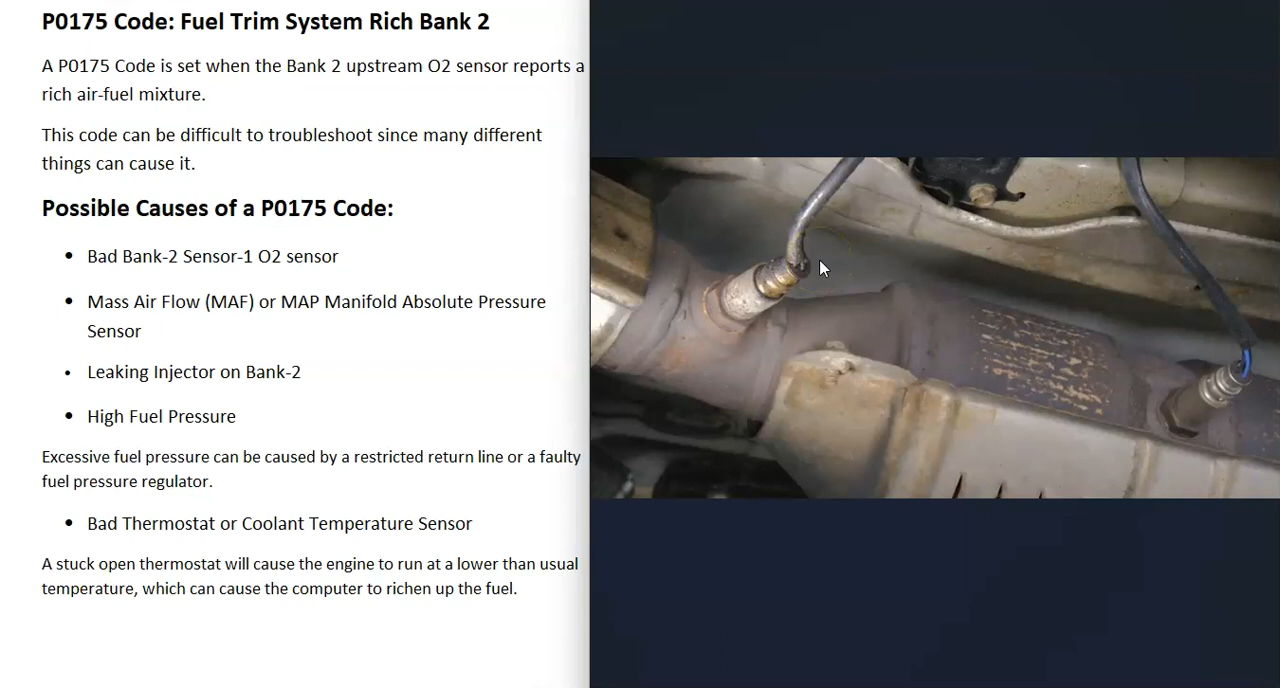 P0175 Code: Fuel Trim System Rich Bank 2
A P0175 Code is set when the Bank 2 upstream O2 sensor reports a
rich air-fuel mixture.
This code can be difficult to troubleshoot since many different
things can cause it.
Possible Causes of a P0175 Code:
• Bad Bank-2 Sensor-1 O2 sensor
• Mass Air Flow (MAF) or MAP Manifold Absolute Pressure
Sensor
• Leaking Injector on Bank-2
• High Fuel Pressure
Excessive fuel pressure can be caused by a restricted return line or a faulty
fuel pressure regulator.
• Bad Thermostat or Coolant Temperature Sensor
A stuck open thermostat will cause the engine to run at a lower than usual
temperature, which can cause the computer to richen up the fuel.